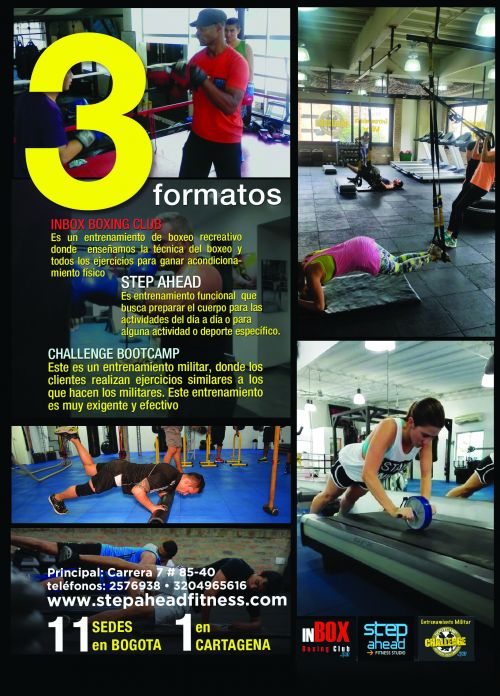 3
formatos
INBOX BOXING CLUB
Es un entrenamiento de boxeo recreativo
donde enseñamos la técnica del boxeo y
todos los ejercicios para ganar acondiciona-
miento físico
STEP AHEAD
Es entrenamiento funcional que
busca preparar el cuerpo para las
actividades del día a día o para
alguna actividad o deporte específico.
CHALLENGE BOOTCAMP
Este es un entrenamiento militar, donde los
clientes realizan ejercicios similares a los
que hacen los militares. Este entrenamiento
es muy exigente y efectivo
Principal: Carrera 7 # 85-40
teléfonos: 2576938 • 3204965616
www.stepaheadfitness.com
11 SEDES
en BOGOTA
1 en
CARTAGENA
INBOX
Boxing Club
step
ahead
FITNESS STUDIO
Entrenamiento Militar
CHALLENGE